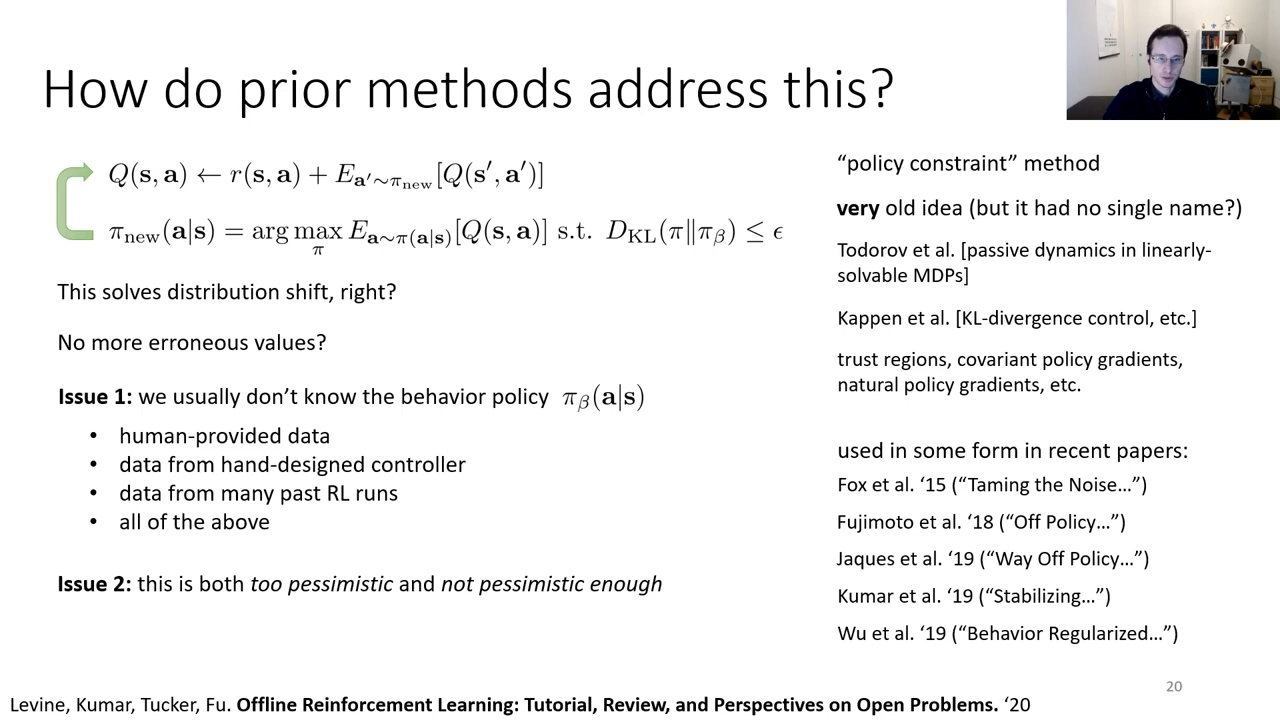 How do prior methods address this?
Q(s, a) ← r(s, a) + E_{a′∼π_new}[Q(s′, a′)]
π_new(a|s) = arg max_π E_{a∼π(a|s)}[Q(s, a)] s.t. D_KL(π‖π_β) ≤ ϵ
This solves distribution shift, right?
No more erroneous values?
Issue 1: we usually don’t know the behavior policy π_β(a|s)
• human-provided data
• data from hand-designed controller
• data from many past RL runs
• all of the above
Issue 2: this is both too pessimistic and not pessimistic enough
“policy constraint” method
very old idea (but it had no single name?)
Todorov et al. [passive dynamics in linearly-
solvable MDPs]
Kappen et al. [KL-divergence control, etc.]
trust regions, covariant policy gradients,
natural policy gradients, etc.
used in some form in recent papers:
Fox et al. ‘15 (“Taming the Noise…”)
Fujimoto et al. ‘18 (“Off Policy…”)
Jaques et al. ‘19 (“Way Off Policy…”)
Kumar et al. ‘19 (“Stabilizing…”)
Wu et al. ‘19 (“Behavior Regularized…”)
20
Levine, Kumar, Tucker, Fu. Offline Reinforcement Learning: Tutorial, Review, and Perspectives on Open Problems. ‘20